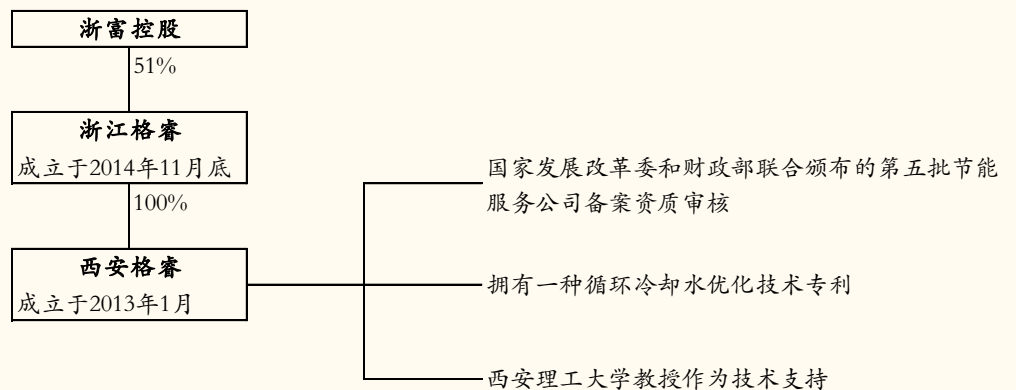 浙富控股
51%
浙江格睿
成立于2014年11月底
100%
西安格睿
成立于2013年1月
国家发展改革委和财政部联合颁布的第五批节能
服务公司备案资质审核
拥有一种循环冷却水优化技术专利
西安理工大学教授作为技术支持